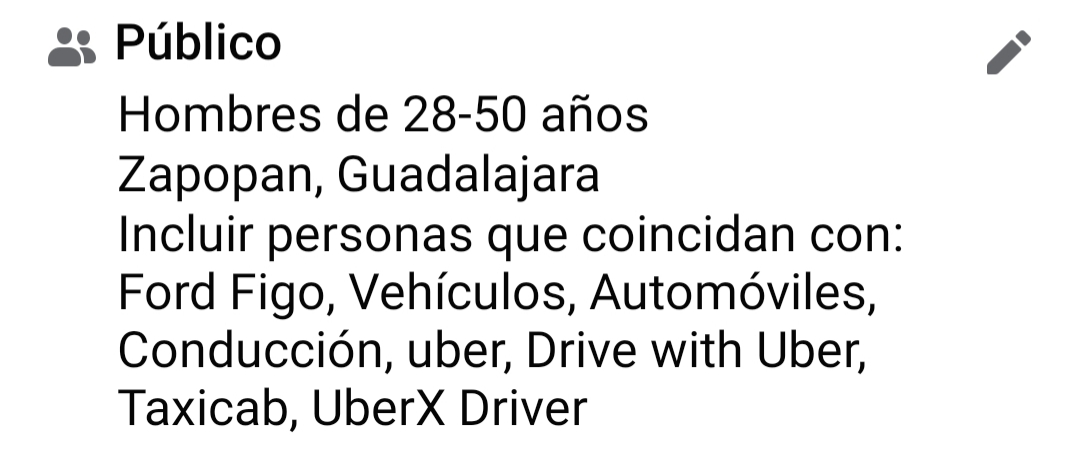 Público
Hombres de 28-50 años
Zapopan, Guadalajara
Incluir personas que coincidan con:
Ford Figo, Vehículos, Automóviles,
Conducción, uber, Drive with Uber,
Taxicab, UberX Driver